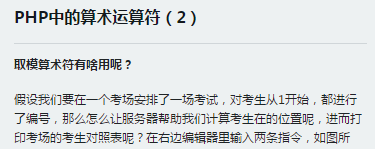 PHP中的算术运算符（2）
取模算术符有啥用呢？
假设我们要在一个考场安排了一场考试，对考生从1开始，都进行
了编号，那么怎么让服务器帮助我们计算考生在的位置呢，进而打
印考场的考生对照表呢？在右边编辑器里输入两条指令，如图所